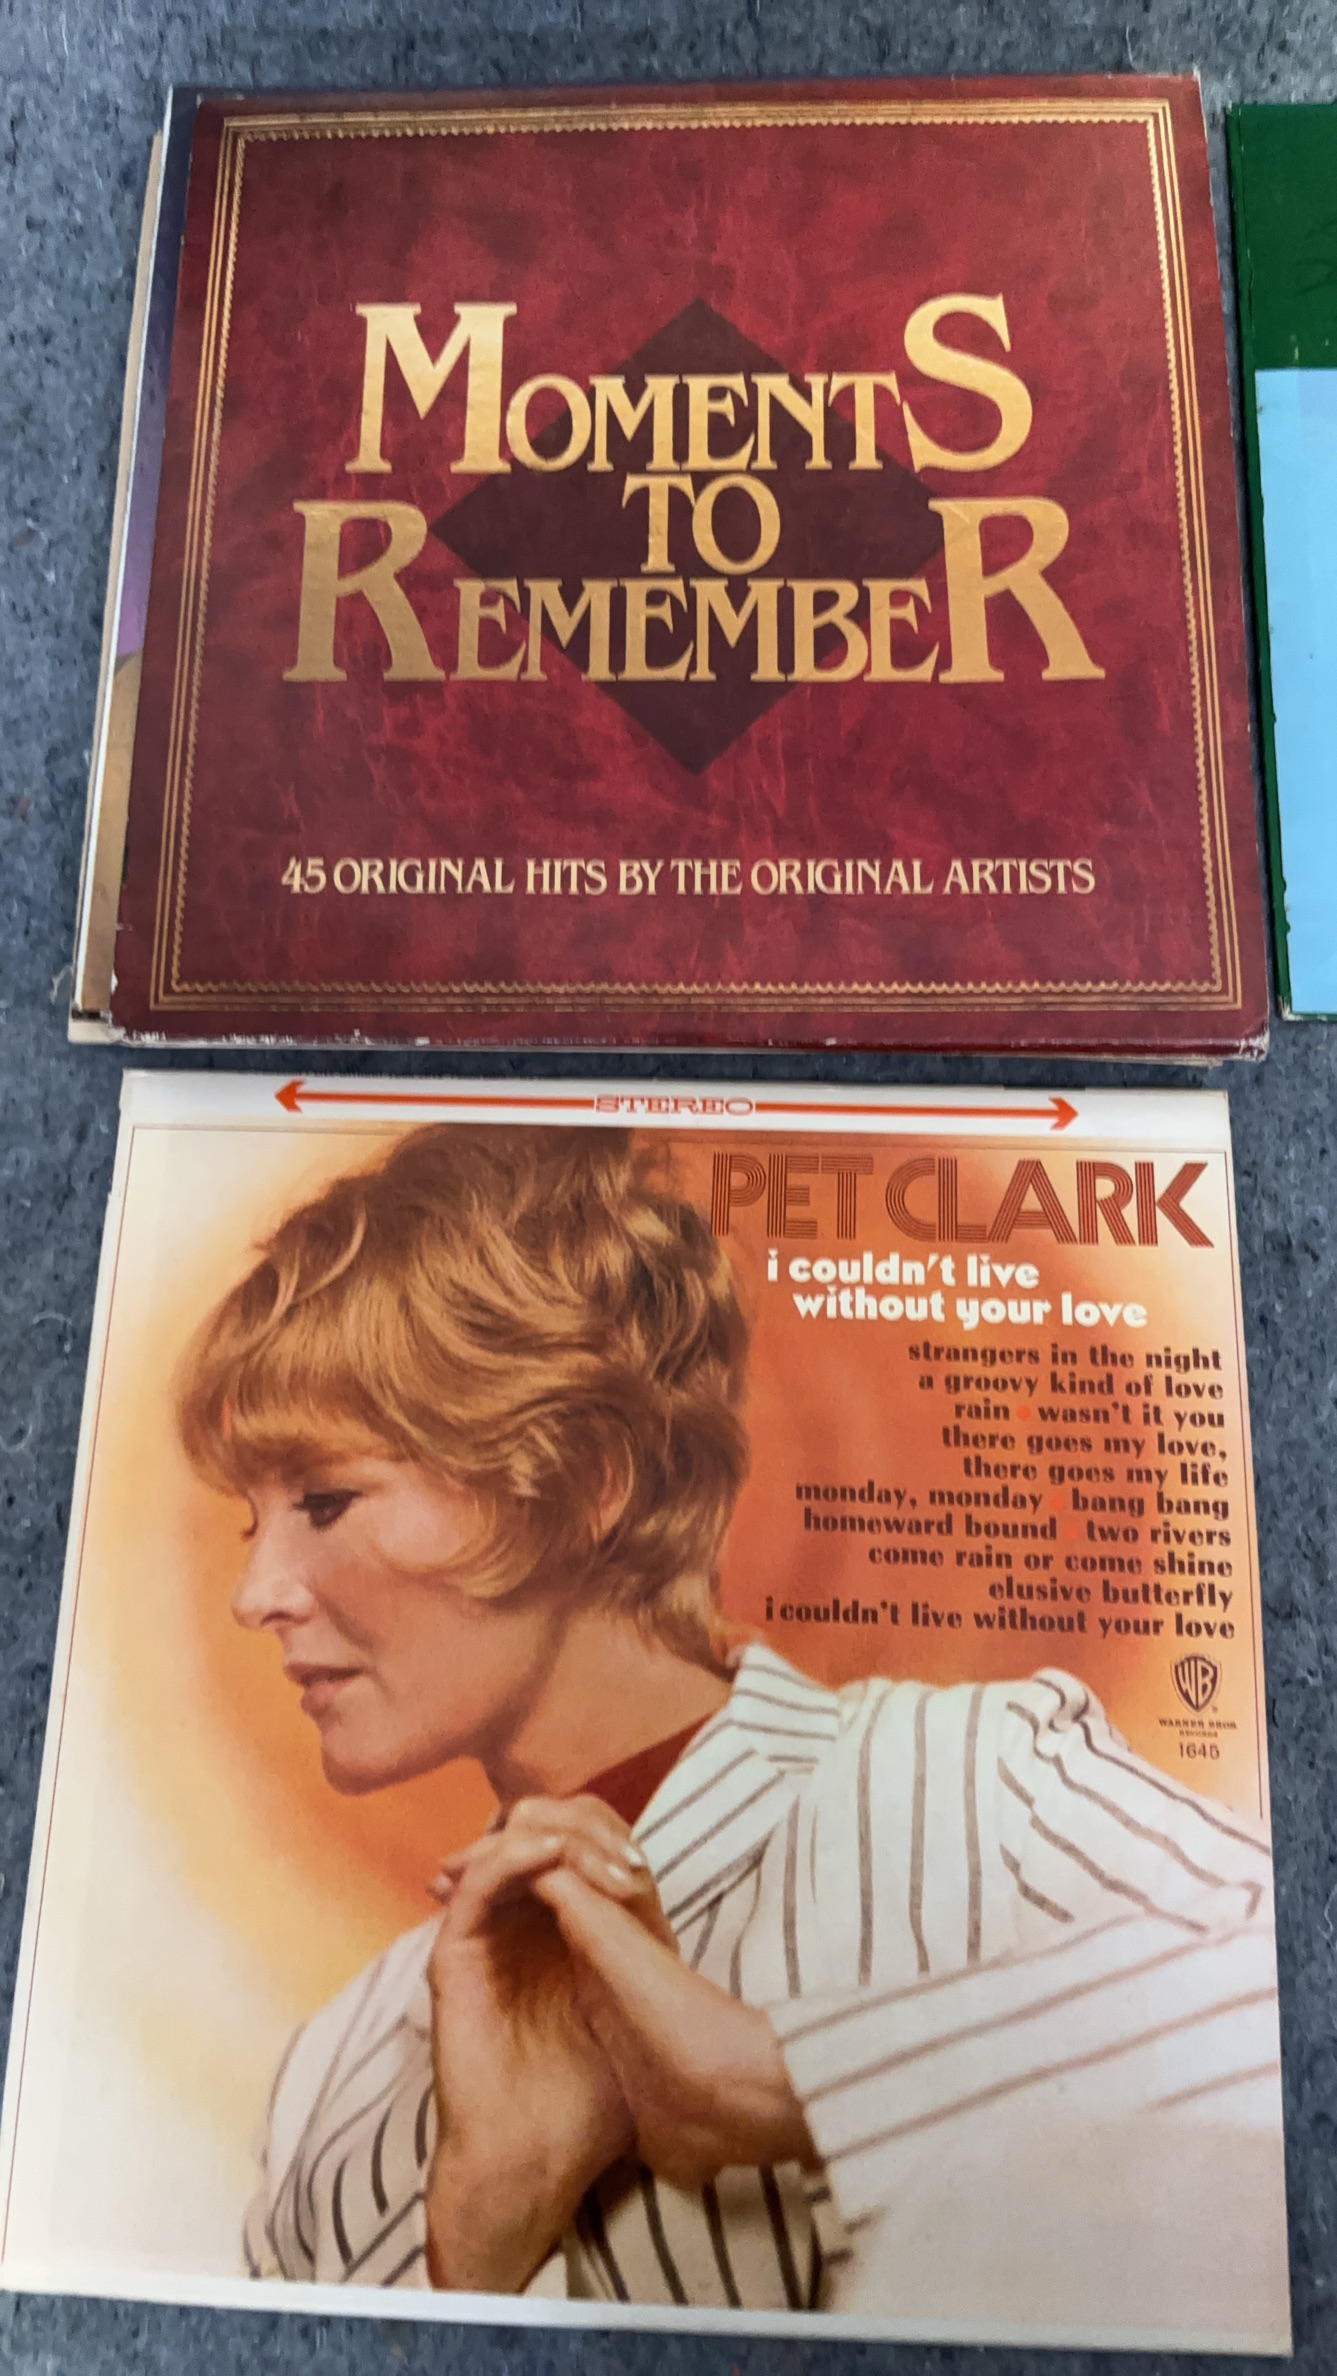 MOMENTS
TO
REMEMBER
45 ORIGINAL HITS BY THE ORIGINAL ARTISTS
STEREO
PET CLARK
i couldn't live
without your love
strangers in the night
a groovy kind of love
rain • wasn't it you
there goes my love,
there goes my life
monday, monday • bang bang
homeward bound • two rivers
come rain or come shine
elusive butterfly
i couldn't live without your love
WB
WARNER BROS
RECORDS
1645